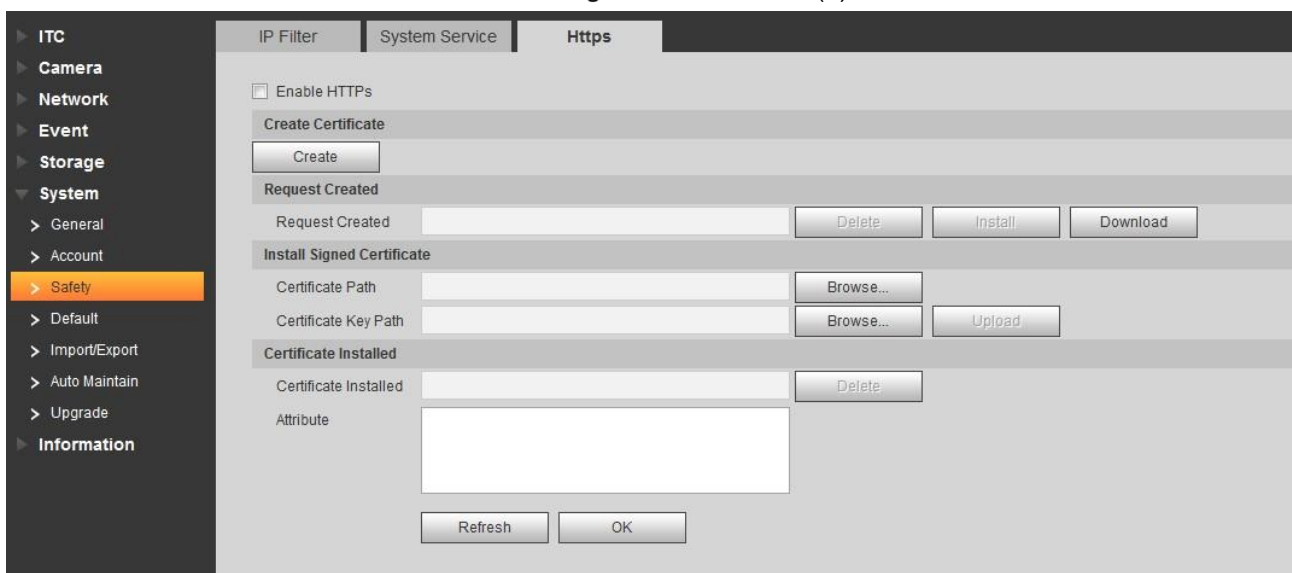 ITC
Camera
Network
Event
Storage
System
General
Account
Safety
Default
Import/Export
Auto Maintain
Upgrade
Information
IP Filter System Service Https
Enable HTTPs
Create Certificate
Create
Request Created
Request Created Delete Install Download
Install Signed Certificate
Certificate Path Browse...
Certificate Key Path Browse... Upload
Certificate Installed
Certificate Installed Delete
Attribute
Refresh OK